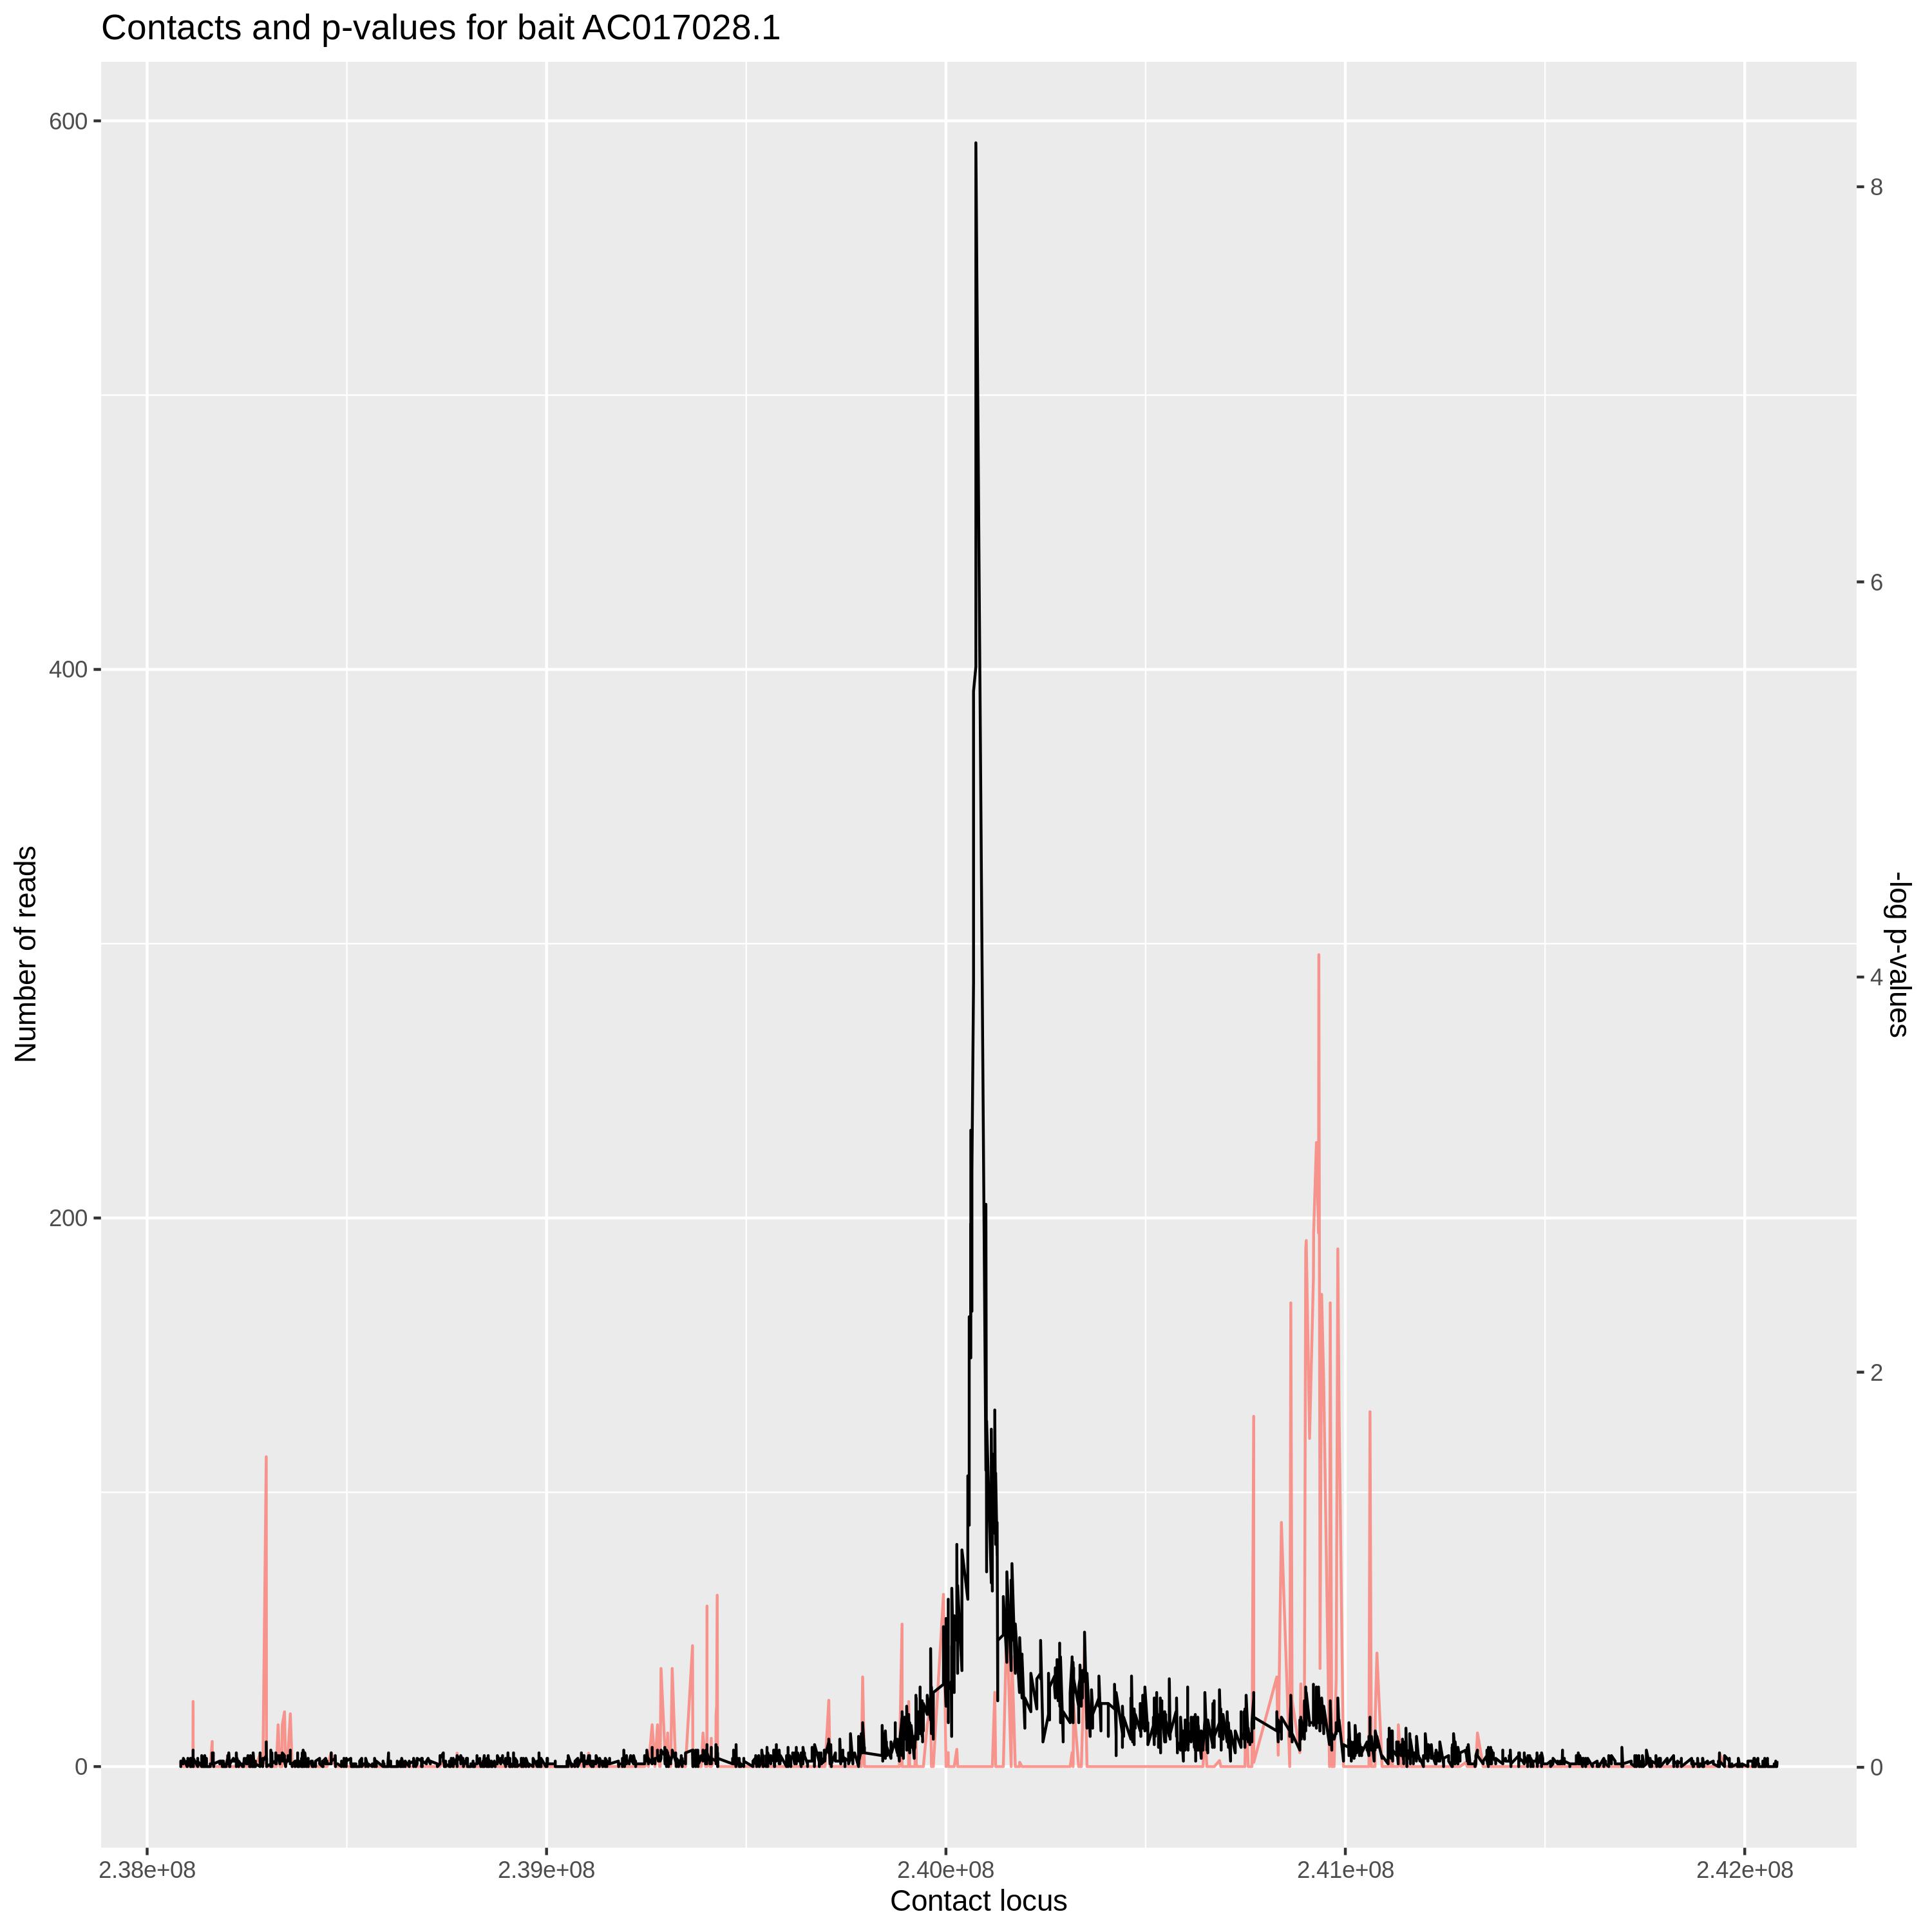 Contacts and p-values for bait AC017028.1
600
400
200
0
Number of reads
8
6
4
2
0
-log p-values
2.38e+08
2.39e+08
2.40e+08
2.41e+08
2.42e+08
Contact locus